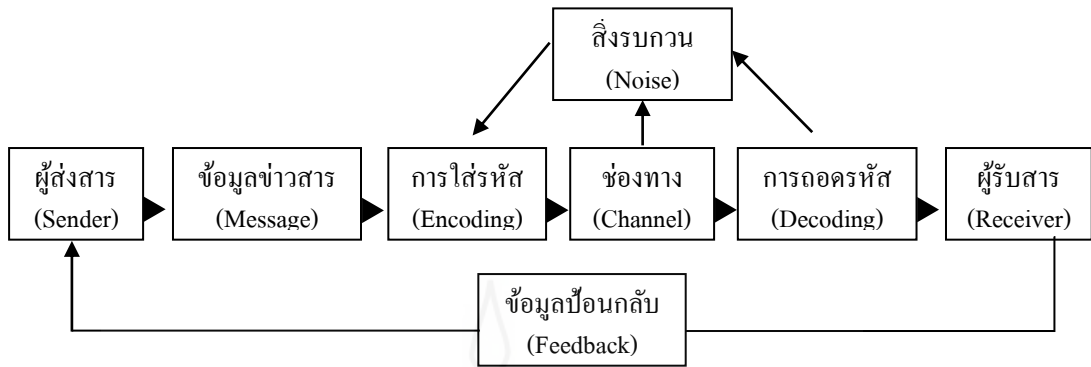 สิ่งรบกวน
(Noise)
ผู้ส่งสาร
(Sender)
ข้อมูลข่าวสาร
(Message)
การใส่รหัส
(Encoding)
ช่องทาง
(Channel)
การถอดรหัส
(Decoding)
ผู้รับสาร
(Receiver)
ข้อมูลป้อนกลับ
(Feedback)